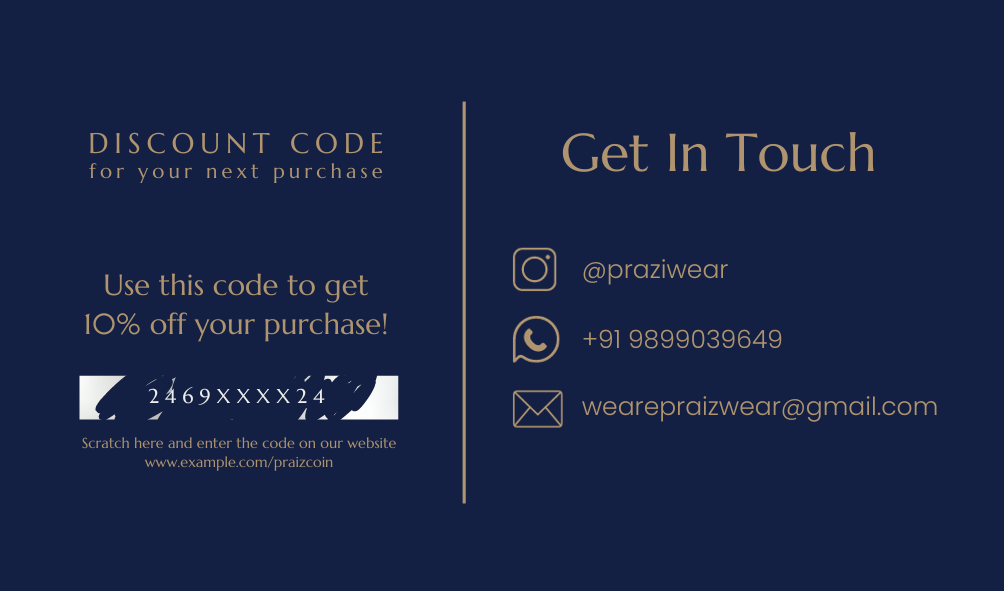 DISCOUNT CODE
for your next purchase
Use this code to get
10% off your purchase!
2469XXXX24
Scratch here and enter the code on our website
www.example.com/praizcoin
Get In Touch
@praziwear
+91 9899039649
wearepraizwear@gmail.com